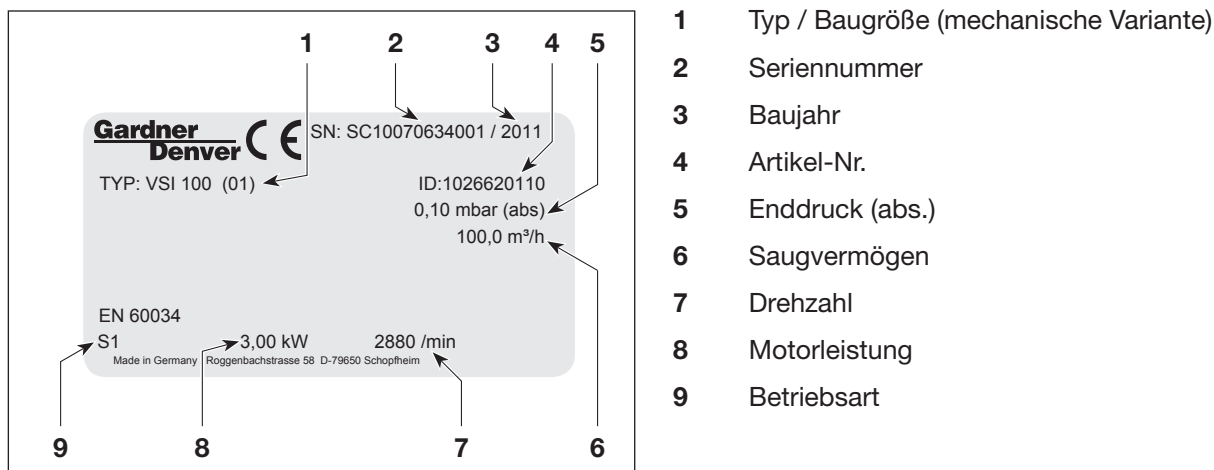 1 2 3 4 5
Gardner
Denver CE SN: SC10070634001 / 2011
TYP: VSI 100 (01) ID:1026620110
0,10 mbar (abs)
100,0 m³/h
EN 60034
S1 3,00 kW 2880 /min
Made in Germany Roggenbachstrasse 58 D-79650 Schopfheim
9 8 7 6
1 Typ / Baugröße (mechanische Variante)
2 Seriennummer
3 Baujahr
4 Artikel-Nr.
5 Enddruck (abs.)
6 Saugvermögen
7 Drehzahl
8 Motorleistung
9 Betriebsart